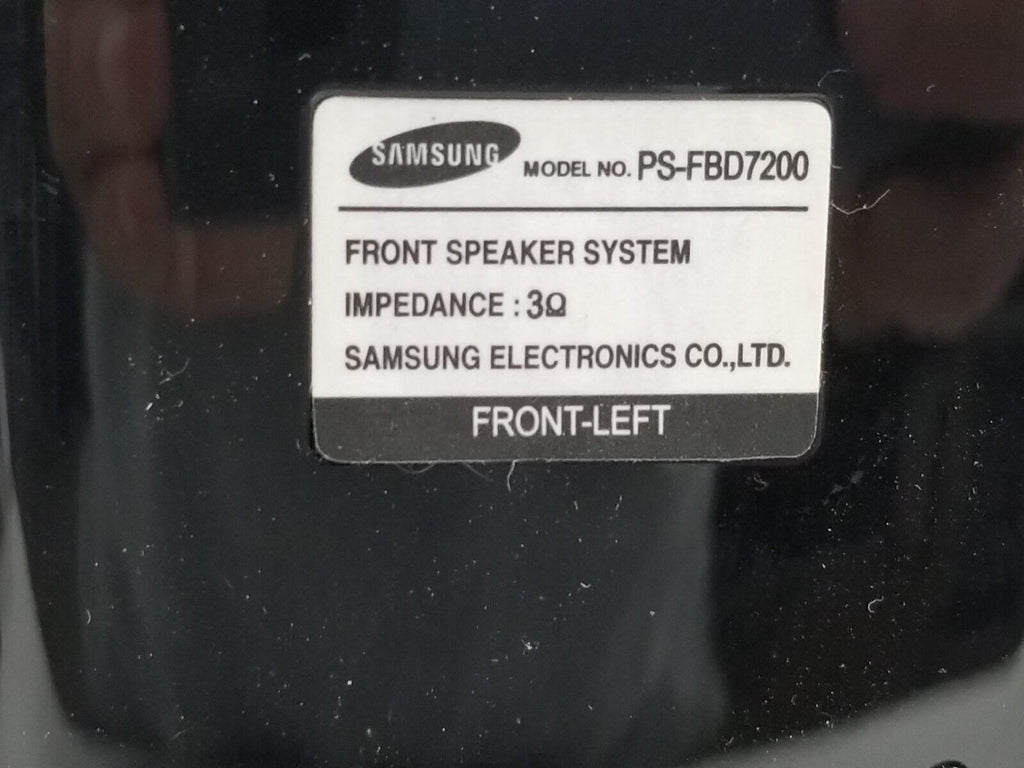 SAMSUNG MODEL NO. PS-FBD7200
FRONT SPEAKER SYSTEM
IMPEDANCE : 3Ω
SAMSUNG ELECTRONICS CO.,LTD.
FRONT-LEFT